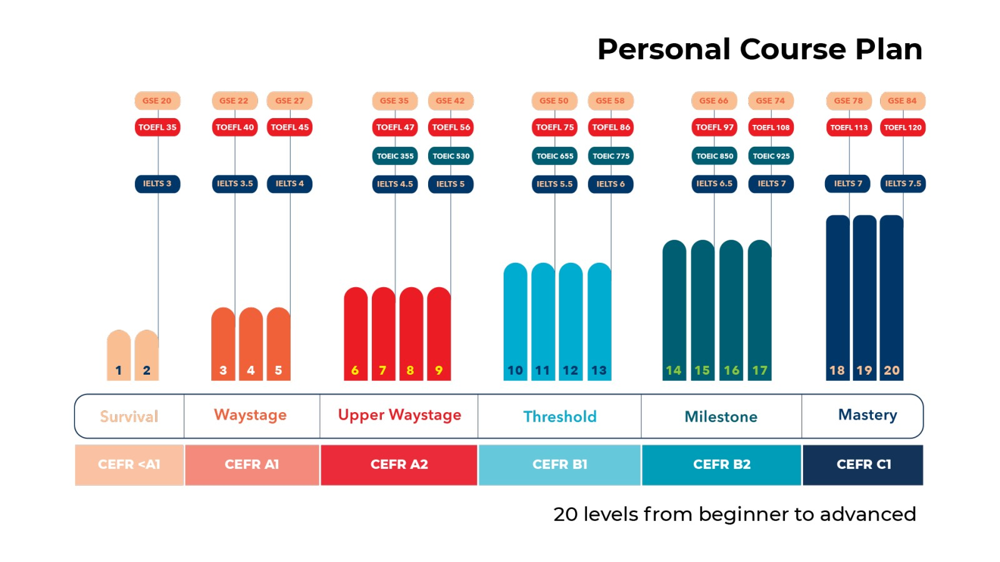 Personal Course Plan
GSE 20 GSE 22 GSE 27 GSE 35 GSE 42 GSE 50 GSE 58 GSE 66 GSE 74 GSE 78 GSE 84
TOEFL 35 TOEFL 40 TOEFL 45 TOEFL 47 TOEFL 56 TOEFL 75 TOFEL 86 TOEFL 97 TOEFL 108 TOEFL 113 TOEFL 120
TOEIC 355 TOEIC 530 TOEIC 655 TOEIC 775 TOEIC 850 TOEIC 925
IELTS 3 IELTS 3.5 IELTS 4 IELTS 4.5 IELTS 5 IELTS 5.5 IELTS 6 IELTS 6.5 IELTS 7 IELTS 7 IELTS 7.5
1 2 3 4 5 6 7 8 9 10 11 12 13 14 15 16 17 18 19 20
Survival Waystage Upper Waystage Threshold Milestone Mastery
CEFR <A1 CEFR A1 CEFR A2 CEFR B1 CEFR B2 CEFR C1
20 levels from beginner to advanced